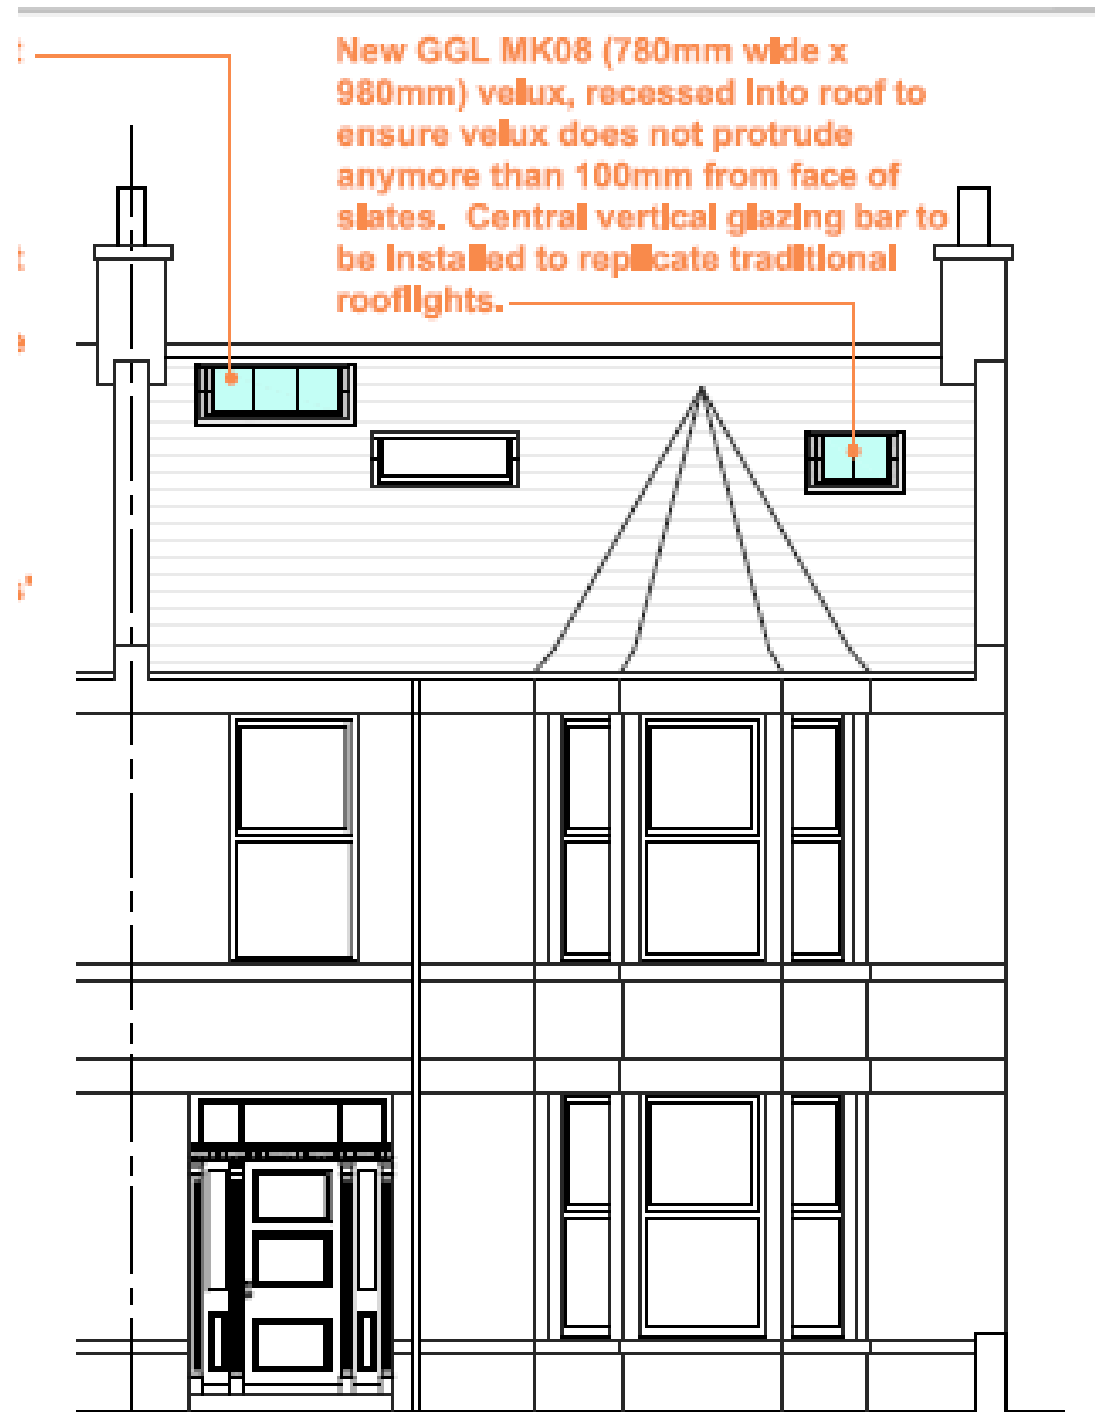 New GGL MK08 (780mm wide x
980mm) velux, recessed into roof to
ensure velux does not protrude
anymore than 100mm from face of
slates. Central vertical glazing bar to
be installed to replicate traditional
rooflights.